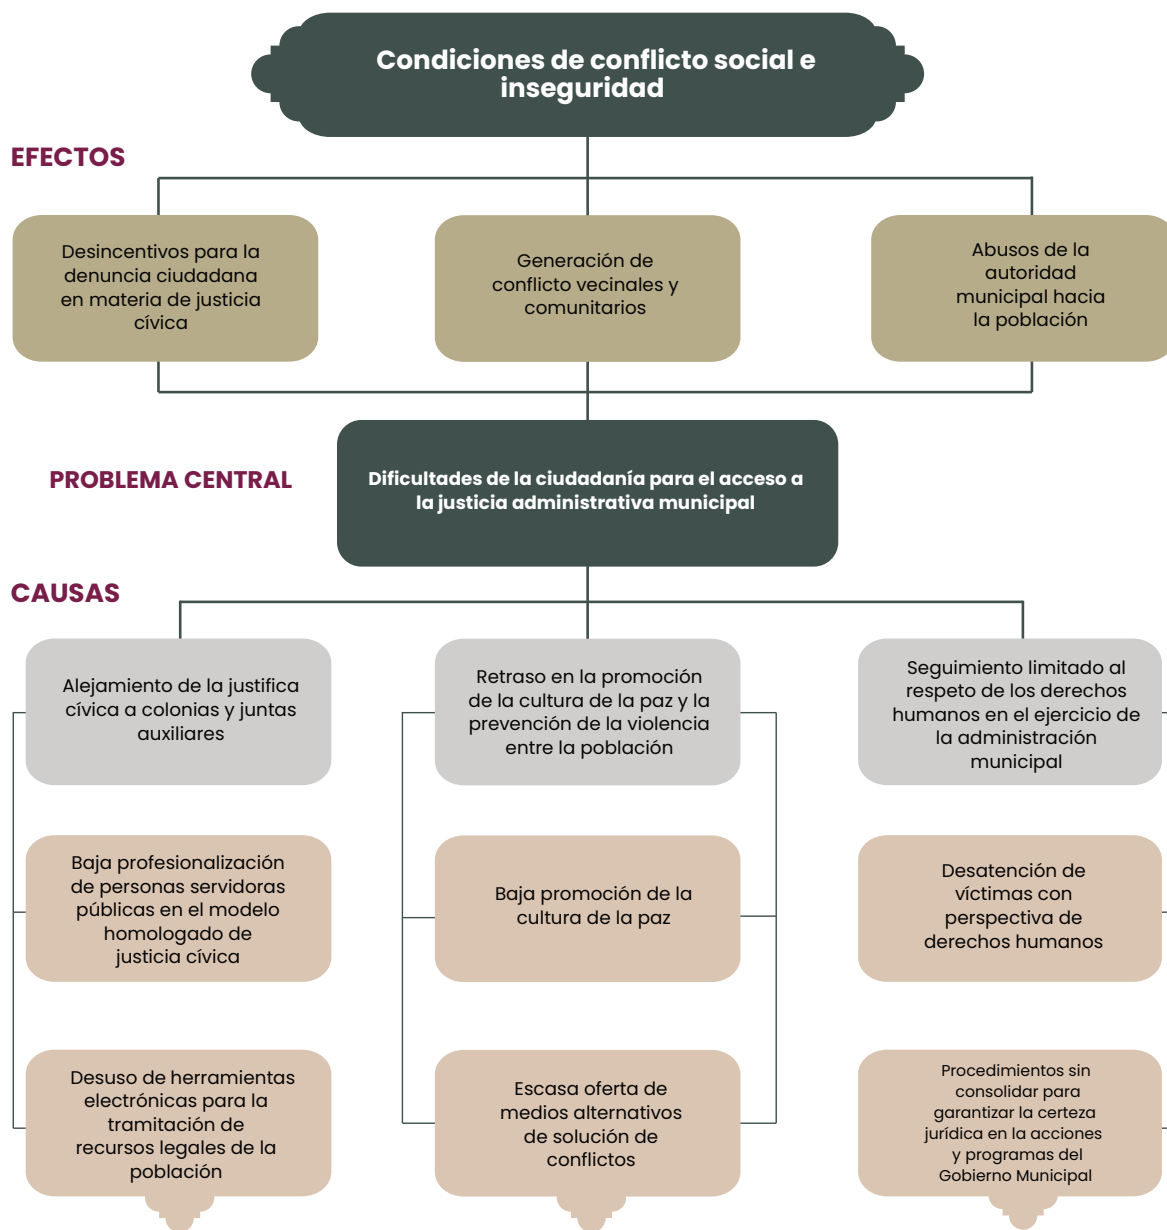 Condiciones de conflicto social e
inseguridad
EFECTOS
Desincentivos para la
denuncia ciudadana
en materia de justicia
cívica
Generación de
conflicto vecinales y
comunitarios
Abusos de la
autoridad
municipal hacia
la población
PROBLEMA CENTRAL
Dificultades de la ciudadanía para el acceso a
la justicia administrativa municipal
CAUSAS
Alejamiento de la justifica
cívica a colonias y juntas
auxiliares
Retraso en la promoción
de la cultura de la paz y la
prevención de la violencia
entre la población
Seguimiento limitado al
respeto de los derechos
humanos en el ejercicio de
la administración
municipal
Baja profesionalización
de personas servidoras
públicas en el modelo
homologado de
justicia cívica
Baja promoción de la
cultura de la paz
Desatención de
víctimas con
perspectiva de
derechos humanos
Desuso de herramientas
electrónicas para la
tramitación de
recursos legales de la
población
Escasa oferta de
medios alternativos
de solución de
conflictos
Procedimientos sin
consolidar para
garantizar la certeza
jurídica en la acciones
y programas del
Gobierno Municipal